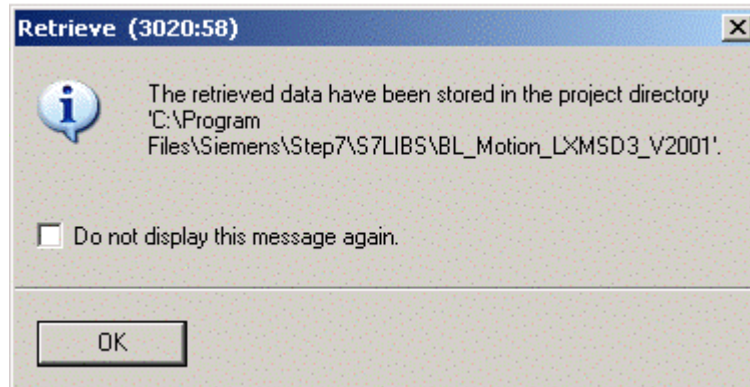 Retrieve (3020:58)
The retrieved data have been stored in the project directory
'C:\Program
Files\Siemens\Step7\S7LIBS\BL_Motion_LXMSD3_V2001'.
Do not display this message again.
OK